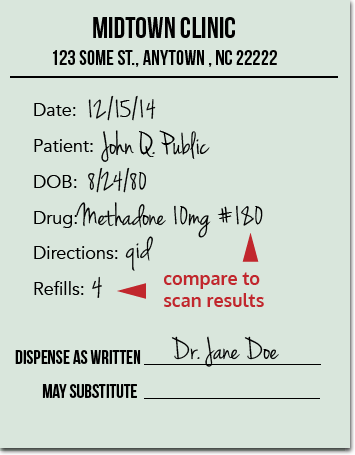 MIDTOWN CLINIC
123 SOME ST., ANYTOWN , NC 22222
Date: 12/15/14
Patient: John Q. Public
DOB: 8/24/80
Drug: Methadone 10mg #180
Directions: qid
Refills: 4
compare to
scan results
DISPENSE AS WRITTEN Dr. Jane Doe
MAY SUBSTITUTE